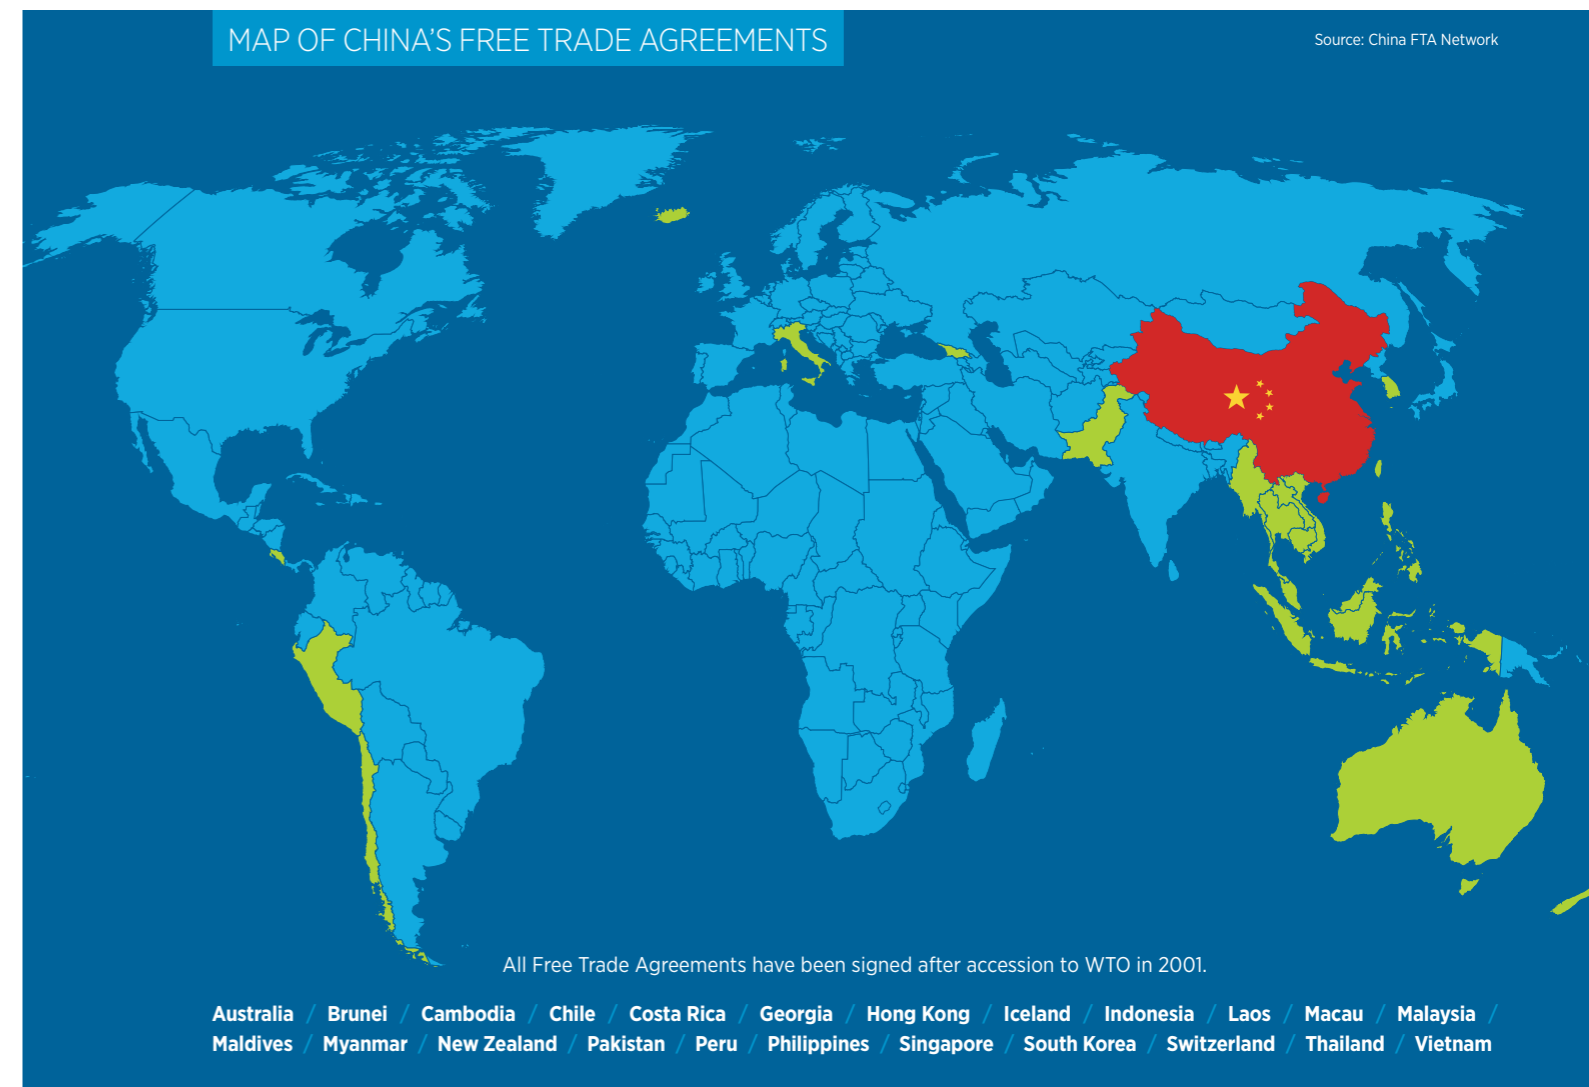 MAP OF CHINA'S FREE TRADE AGREEMENTS
Source: China FTA Network
All Free Trade Agreements have been signed after accession to WTO in 2001.
Australia / Brunei / Cambodia / Chile / Costa Rica / Georgia / Hong Kong / Iceland / Indonesia / Laos / Macau / Malaysia /
Maldives / Myanmar / New Zealand / Pakistan / Peru / Philippines / Singapore / South Korea / Switzerland / Thailand / Vietnam